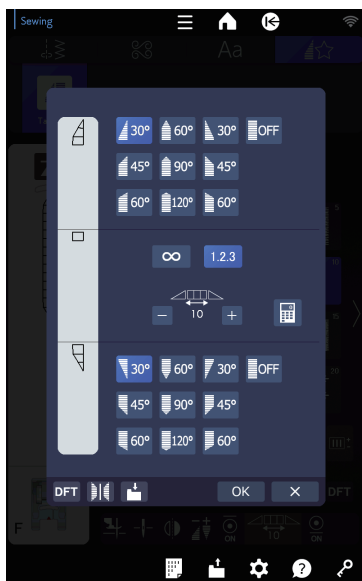 Sewing
Aa
30° 60° 30° OFF
45° 90° 45°
60° 120° 60°
∞ 1.2.3
− 10 +
30° 60° 30° OFF
45° 90° 45°
60° 120° 60°
DFT OK × DFT
F
ON 10 ON
?